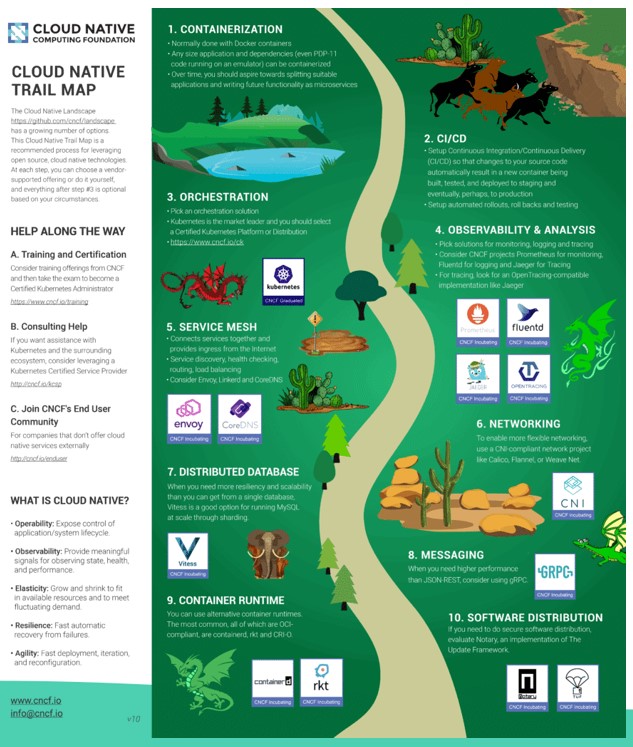 CLOUD NATIVE
COMPUTING FOUNDATION
CLOUD NATIVE
TRAIL MAP
The Cloud Native Landscape
https://github.com/cncf/landscape
has a growing number of options.
This Cloud Native Trail Map is a
recommended process for leveraging
open source, cloud native technologies.
At each step, you can choose a vendor-
supported offering or do it yourself,
and everything after step #3 is optional
based on your circumstances.
HELP ALONG THE WAY
A. Training and Certification
Consider training offerings from CNCF
and then take the exam to become a
Certified Kubernetes Administrator
https://www.cncf.io/training
B. Consulting Help
If you want assistance with
Kubernetes and the surrounding
ecosystem, consider leveraging a
Kubernetes Certified Service Provider
http://cncf.io/kcsp
C. Join CNCF's End User
Community
For companies that don't offer cloud
native services externally
http://cncf.io/enduser
WHAT IS CLOUD NATIVE?
• Operability: Expose control of
application/system lifecycle.
• Observability: Provide meaningful
signals for observing state, health,
and performance.
• Elasticity: Grow and shrink to fit
in available resources and to meet
fluctuating demand.
• Resilience: Fast automatic
recovery from failures.
• Agility: Fast deployment, iteration,
and reconfiguration.
www.cncf.io
info@cncf.io
v1.0
1. CONTAINERIZATION
• Normally done with Docker containers
• Any size application and dependencies (even PDP-11
code running on an emulator) can be containerized
• Over time, you should aspire towards splitting suitable
applications and writing future functionality as microservices
2. CI/CD
• Setup Continuous Integration/Continuous Delivery
(CI/CD) so that changes to your source code
automatically result in a new container being
built, tested, and deployed to staging and
eventually, perhaps, to production
• Setup automated rollouts, roll backs and testing
3. ORCHESTRATION
• Pick an orchestration solution
• Kubernetes is the market leader and you should select
a Certified Kubernetes Platform or Distribution
• https://www.cncf.io/ck
kubernetes
CNCF Graduated
4. OBSERVABILITY & ANALYSIS
• Pick solutions for monitoring, logging and tracing
• Consider CNCF projects Prometheus for monitoring,
Fluentd for logging and Jaeger for Tracing
• For tracing, look for an OpenTracing-compatible
implementation like Jaeger
Prometheus
CNCF Incubating
fluentd
CNCF Incubating
JAEGER
CNCF Incubating
OPENTRACING
CNCF Incubating
5. SERVICE MESH
• Connects services together and
provides ingress from the Internet
• Service discovery, health checking,
routing, load balancing
• Consider Envoy, Linkerd and CoreDNS
envoy
CNCF Incubating
CoreDNS
CNCF Incubating
6. NETWORKING
To enable more flexible networking,
use a CNI-compliant network project
like Calico, Flannel, or Weave Net.
CNI
CNCF Incubating
7. DISTRIBUTED DATABASE
When you need more resiliency and scalability
than you can get from a single database,
Vitess is a good option for running MySQL
at scale through sharding.
Vitess
CNCF Incubating
8. MESSAGING
When you need higher performance
than JSON-REST, consider using gRPC.
GRPC
CNCF Incubating
9. CONTAINER RUNTIME
You can use alternative container runtimes.
The most common, all of which are OCI-
compliant, are containerd, rkt and CRI-O.
containerd
CNCF Incubating
rkt
CNCF Incubating
10. SOFTWARE DISTRIBUTION
If you need to do secure software distribution,
evaluate Notary, an implementation of The
Update Framework.
Notary
CNCF Incubating
TUF
CNCF Incubating